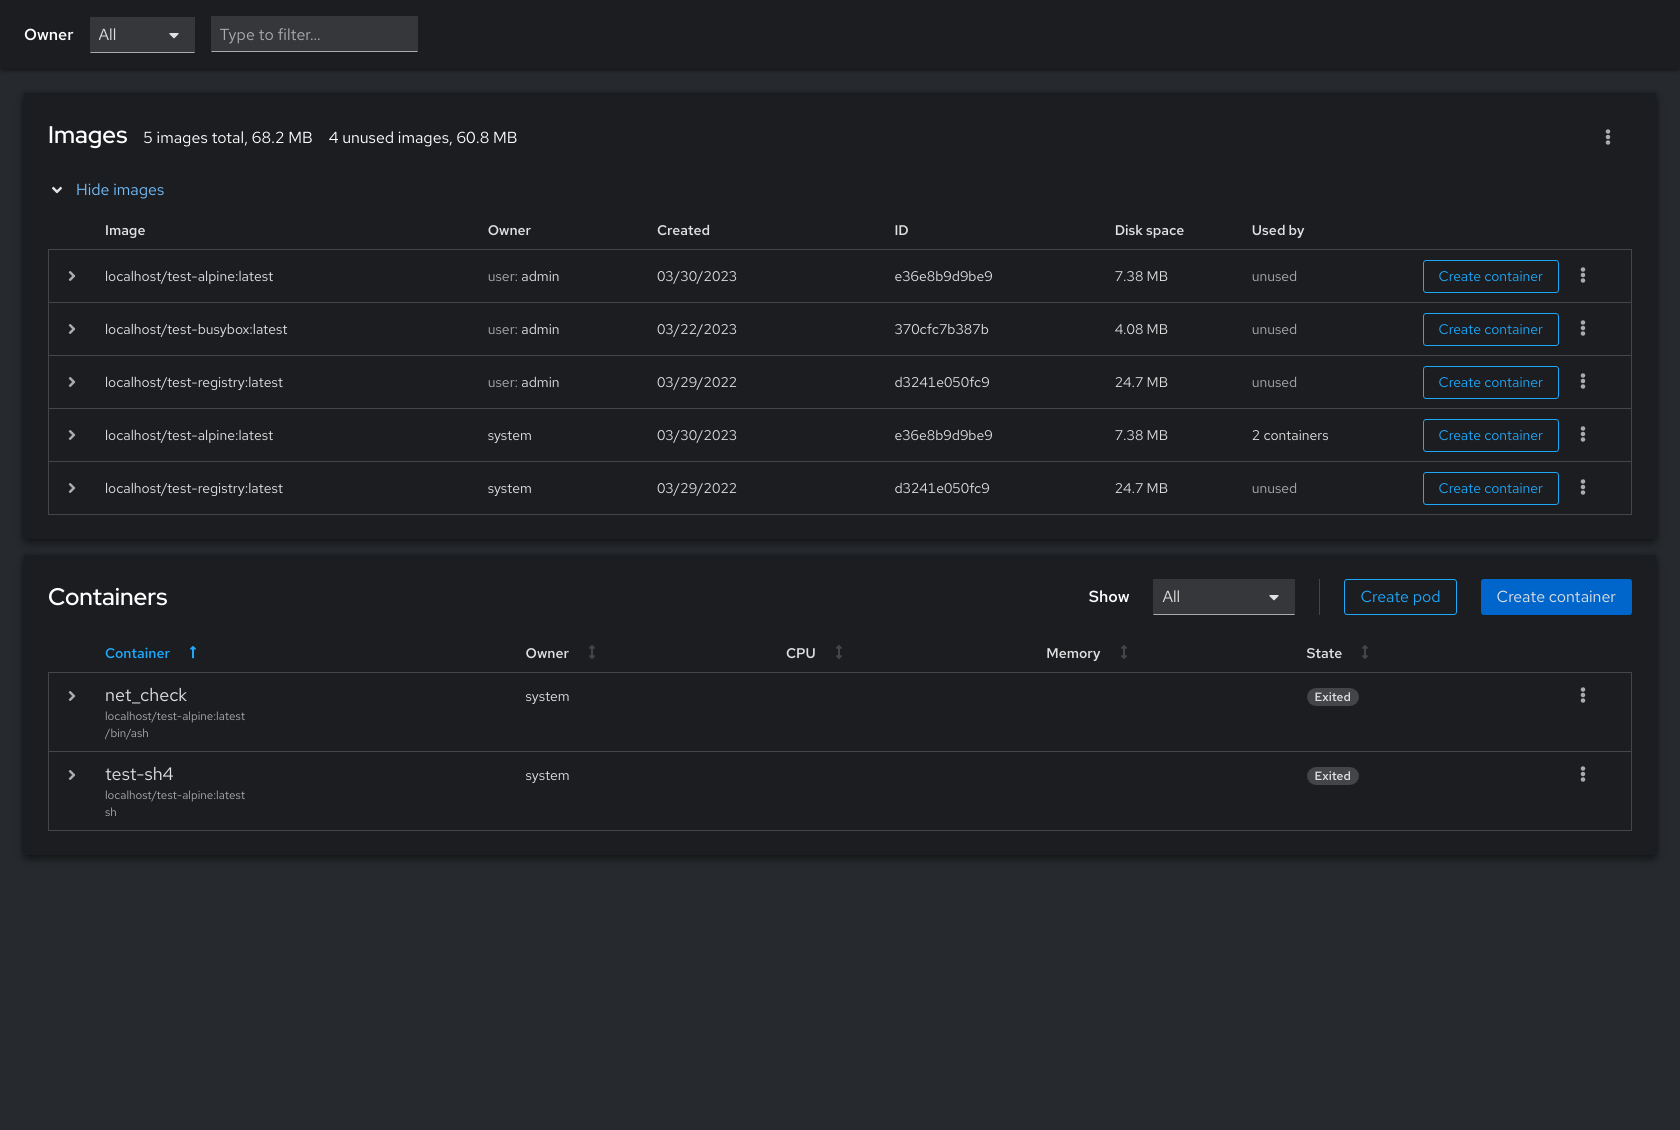 Owner All Type to filter...
Images 5 images total, 68.2 MB 4 unused images, 60.8 MB
Hide images
Image Owner Created ID Disk space Used by
localhost/test-alpine:latest user: admin 03/30/2023 e36e8b9d9be9 7.38 MB unused Create container
localhost/test-busybox:latest user: admin 03/22/2023 370cfc7b387b 4.08 MB unused Create container
localhost/test-registry:latest user: admin 03/29/2022 d3241e050fc9 24.7 MB unused Create container
localhost/test-alpine:latest system 03/30/2023 e36e8b9d9be9 7.38 MB 2 containers Create container
localhost/test-registry:latest system 03/29/2022 d3241e050fc9 24.7 MB unused Create container
Containers Show All Create pod Create container
Container Owner CPU Memory State
net_check system Exited
localhost/test-alpine:latest
/bin/ash
test-sh4 system Exited
localhost/test-alpine:latest
sh